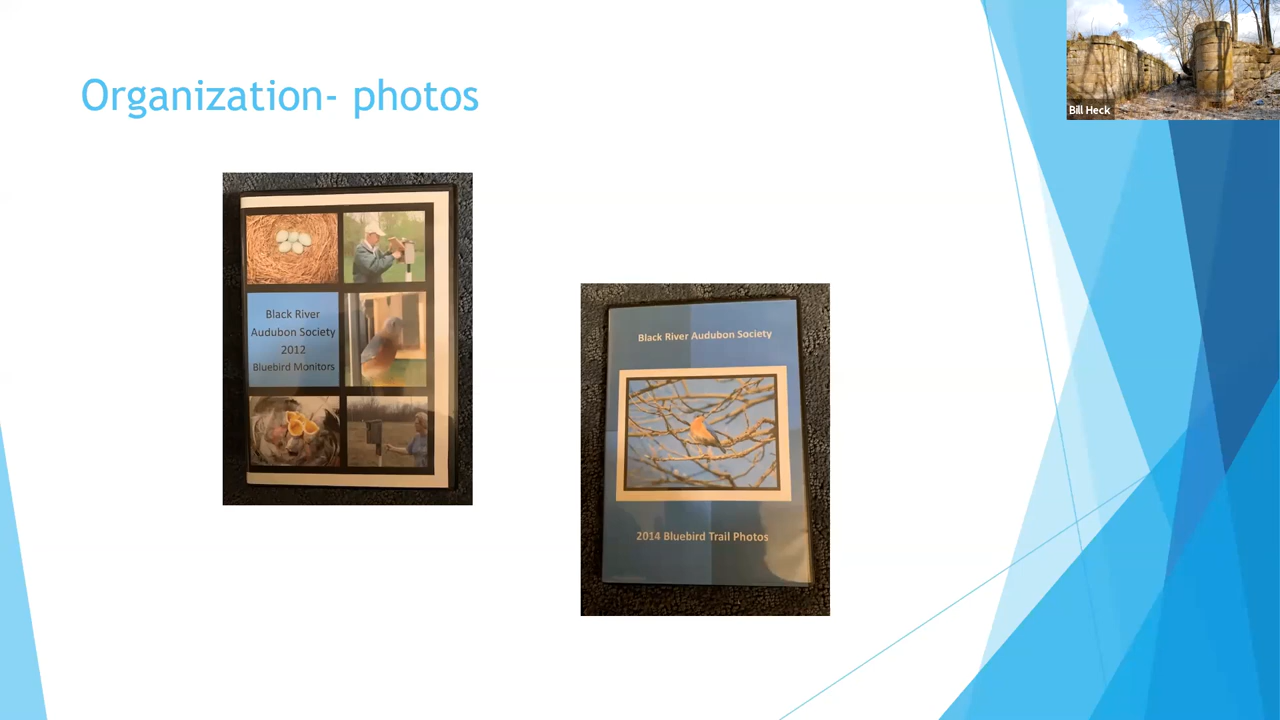 Organization- photos
Bill Heck
Black River
Audubon Society
2012
Bluebird Monitors
Black River Audubon Society
2014 Bluebird Trail Photos